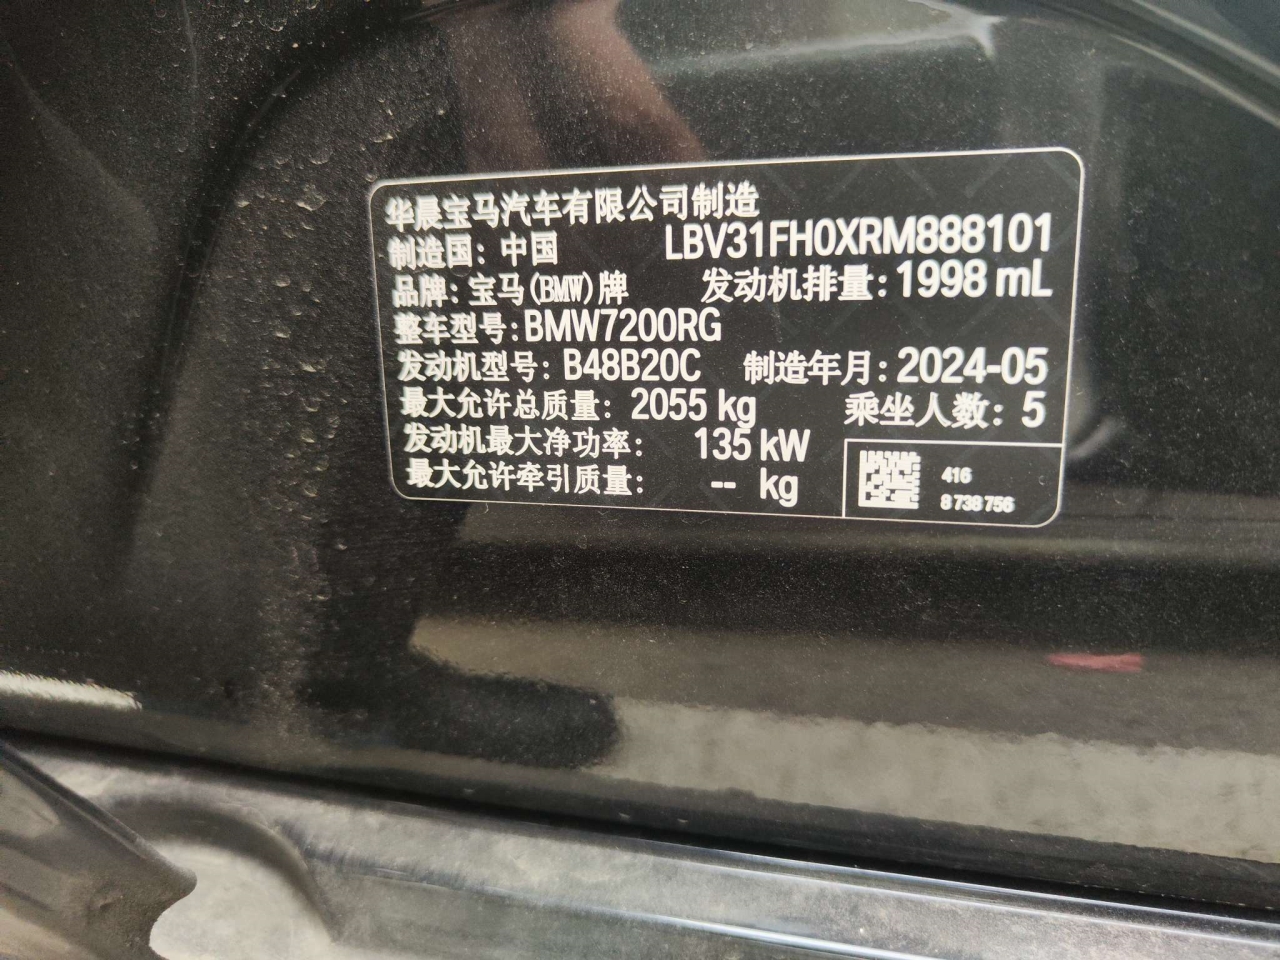 华晨宝马汽车有限公司制造
制造国：中国 LBV31FH0XRM888101
品牌：宝马(BMW)牌 发动机排量：1998 mL
整车型号：BMW7200RG
发动机型号：B48B20C 制造年月：2024-05
最大允许总质量：2055 kg 乘坐人数：5
发动机最大净功率：135 kW
最大允许牵引质量：-- kg
416
8 738 756